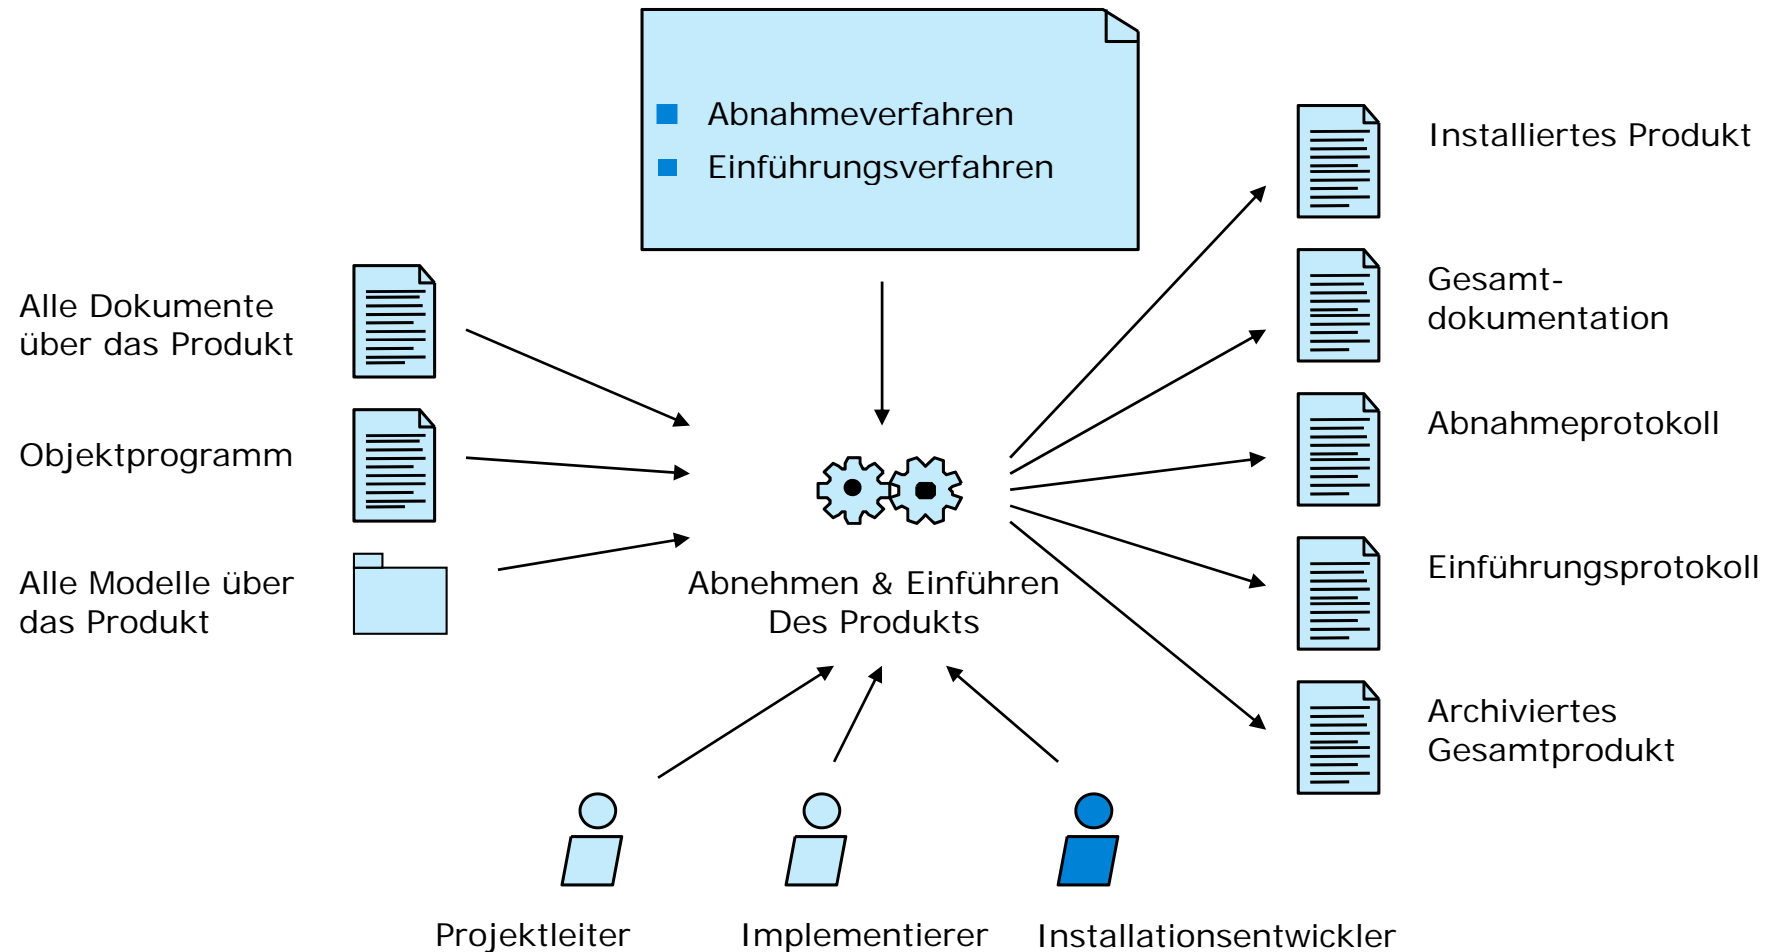 Abnahmeverfahren
Einführungsverfahren
Alle Dokumente
über das Produkt
Objektprogramm
Alle Modelle über
das Produkt
Abnehmen & Einführen
Des Produkts
Installiertes Produkt
Gesamt-
dokumentation
Abnahmeprotokoll
Einführungsprotokoll
Archiviertes
Gesamtprodukt
Projektleiter
Implementierer
Installationsentwickler